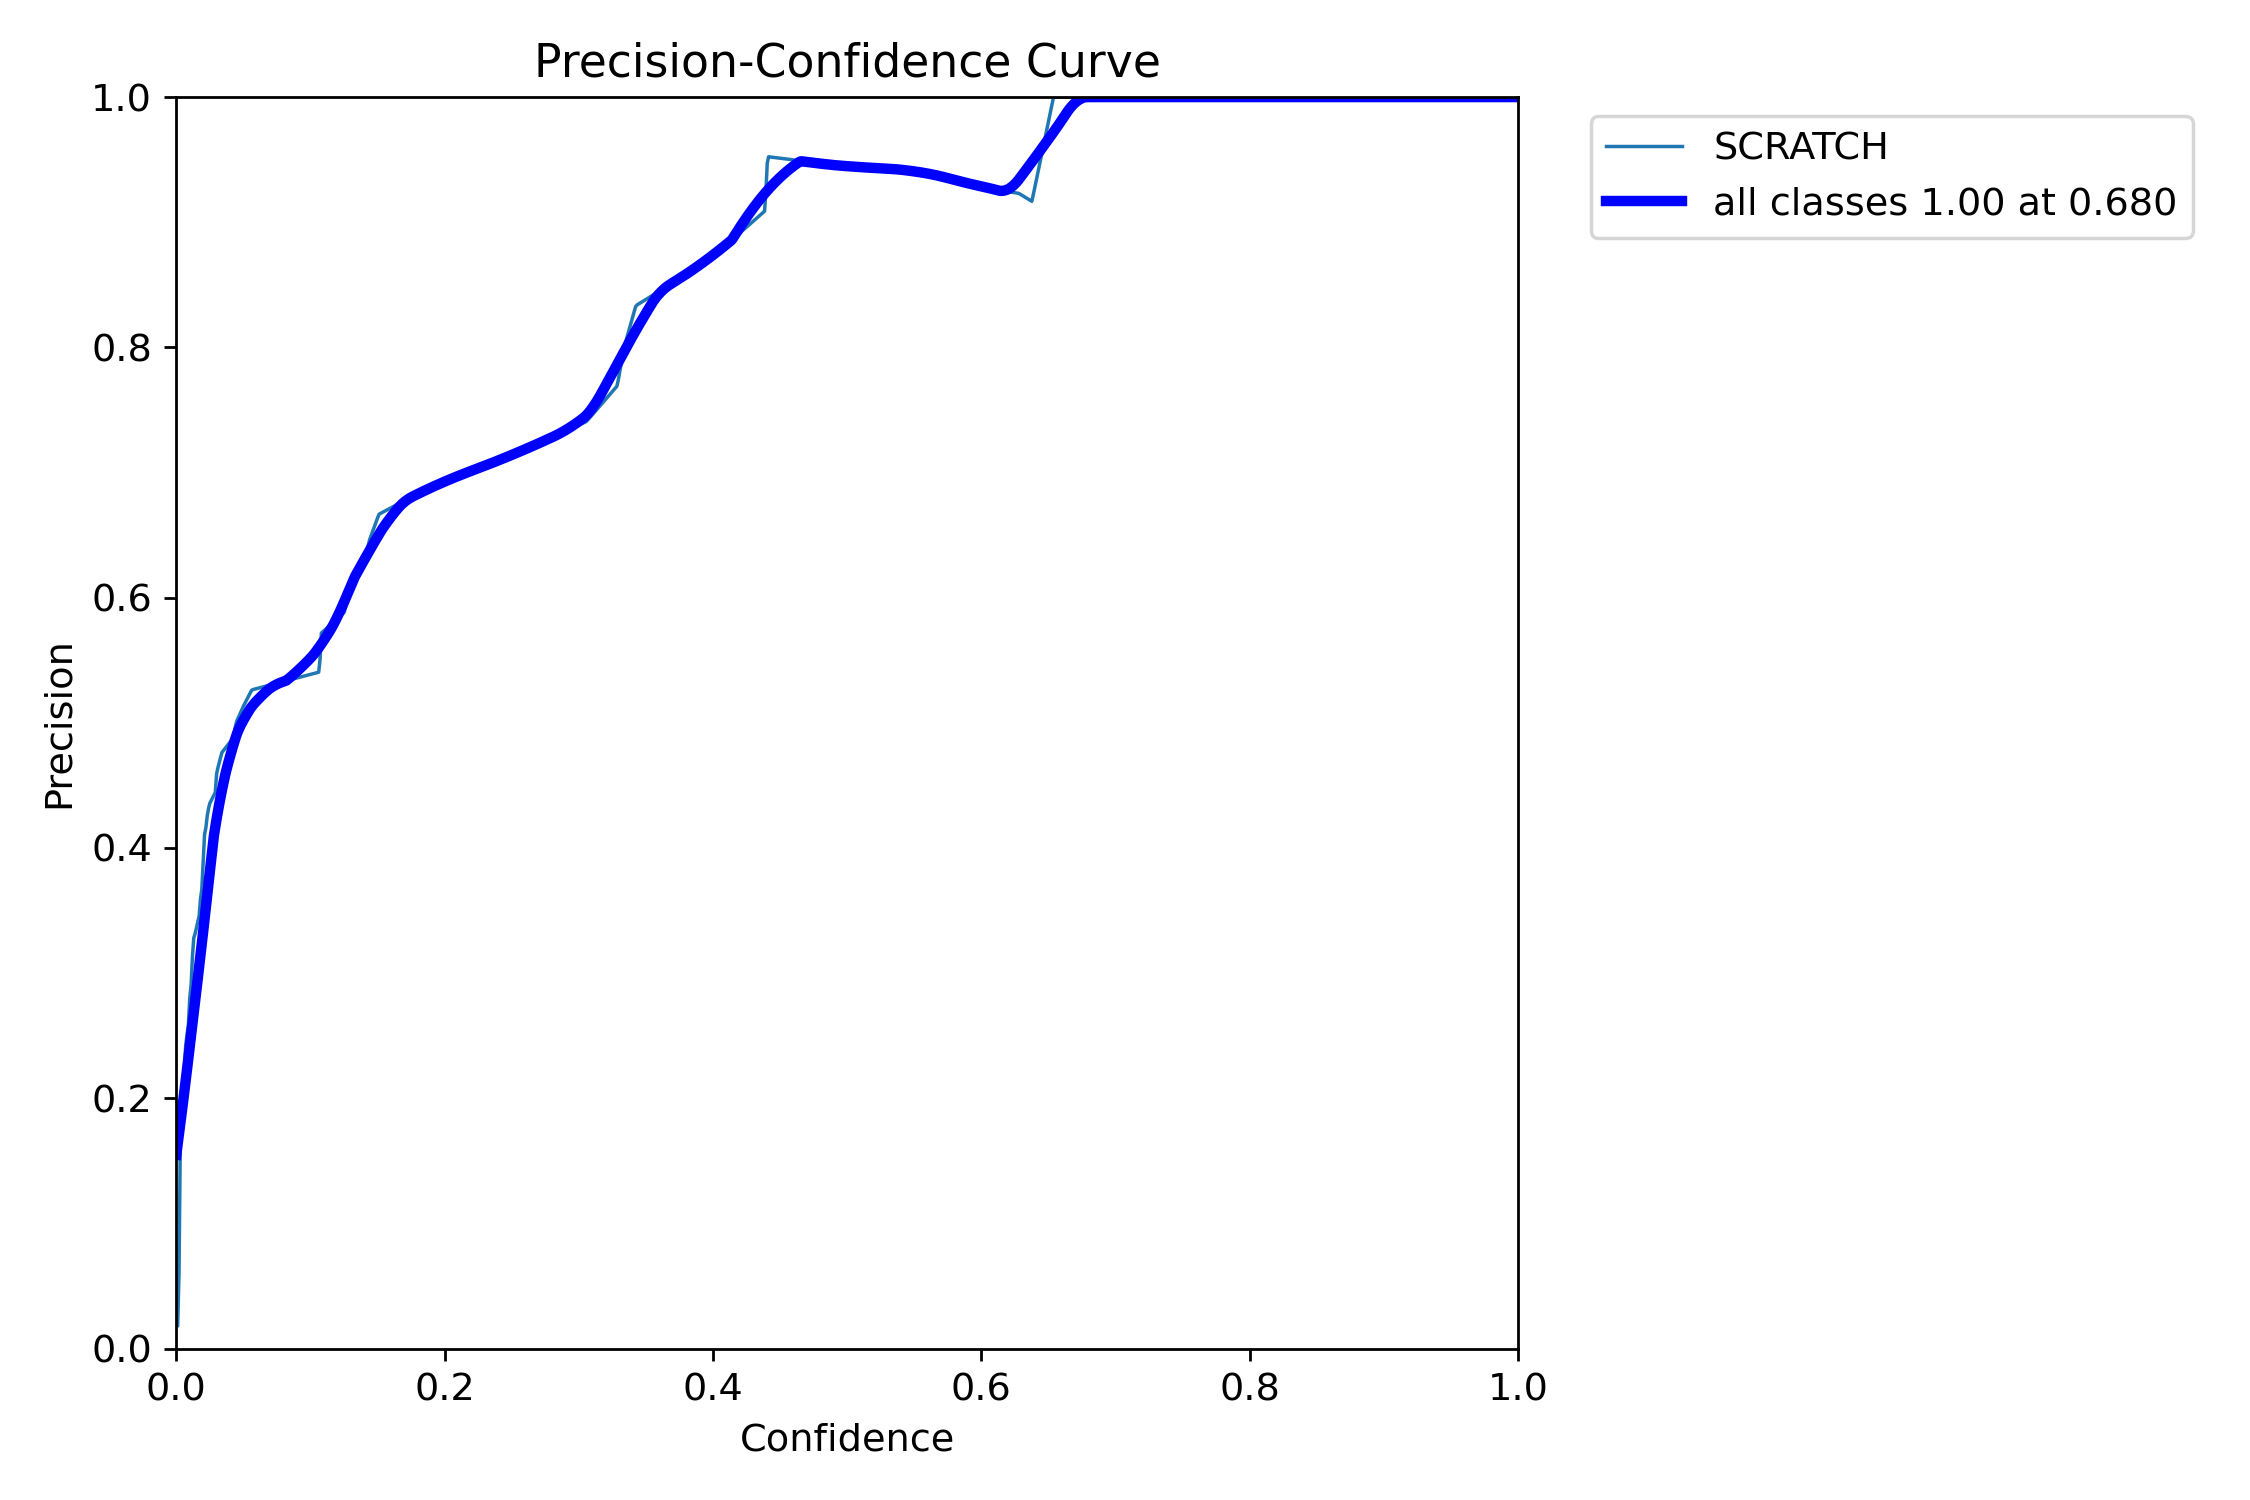 Precision-Confidence Curve
1.0
0.8
0.6
0.4
0.2
0.0
Precision
0.0 0.2 0.4 0.6 0.8 1.0
Confidence
SCRATCH
all classes 1.00 at 0.680